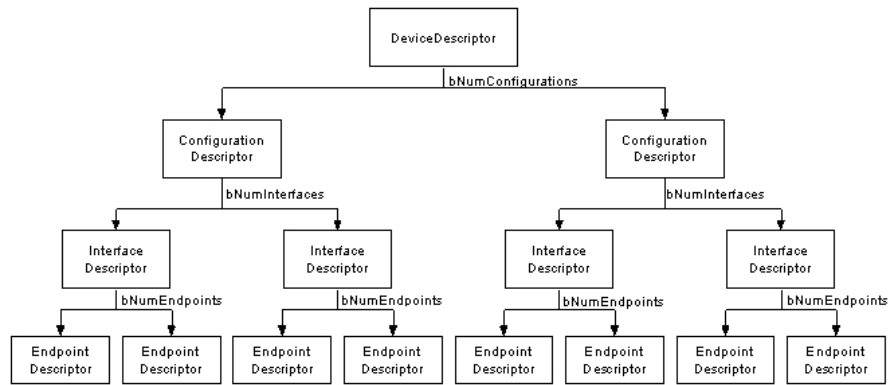 DeviceDescriptor
bNumConfigurations
Configuration
Descriptor
Configuration
Descriptor
bNumInterfaces
bNumInterfaces
Interface
Descriptor
Interface
Descriptor
Interface
Descriptor
Interface
Descriptor
bNumEndpoints
bNumEndpoints
bNumEndpoints
bNumEndpoints
Endpoint
Descriptor
Endpoint
Descriptor
Endpoint
Descriptor
Endpoint
Descriptor
Endpoint
Descriptor
Endpoint
Descriptor
Endpoint
Descriptor
Endpoint
Descriptor